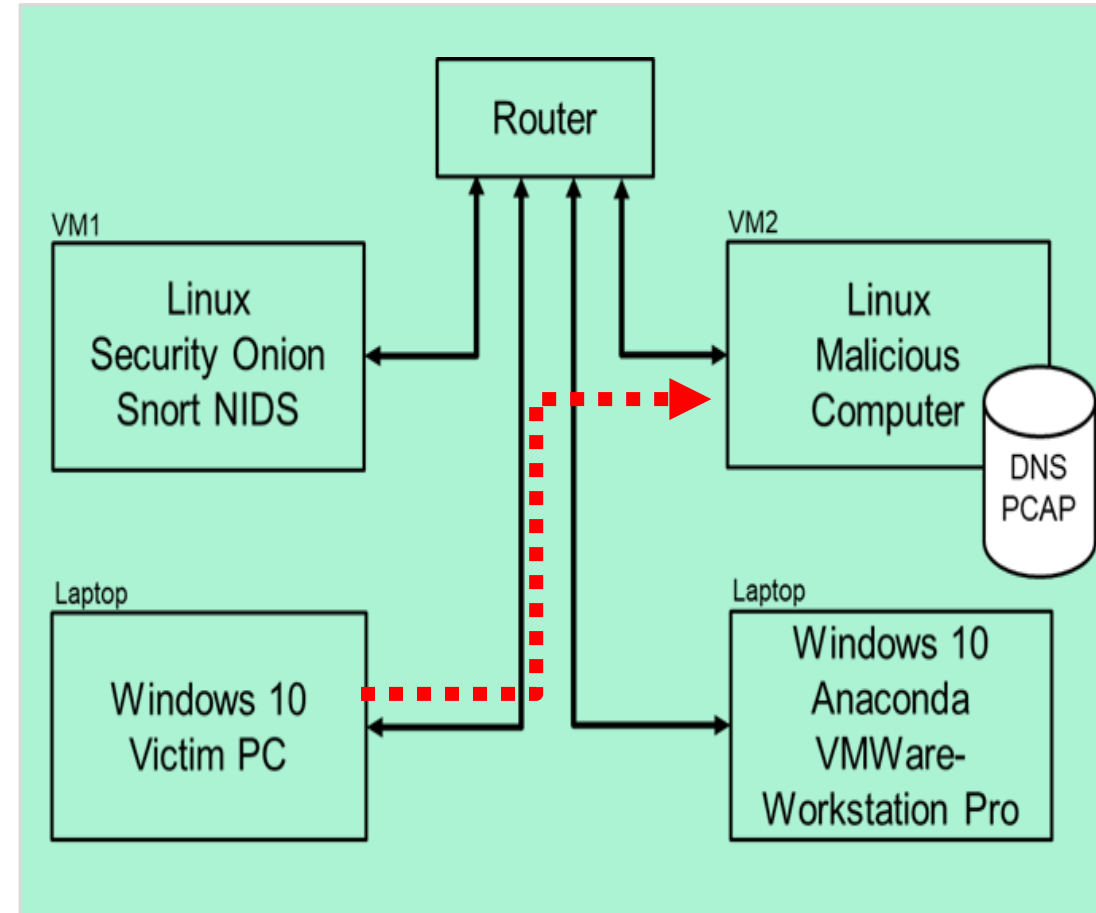 Router
VM1
Linux
Security Onion
Snort NIDS
VM2
Linux
Malicious
Computer
DNS
PCAP
Laptop
Windows 10
Victim PC
Laptop
Windows 10
Anaconda
VMWare-
Workstation Pro